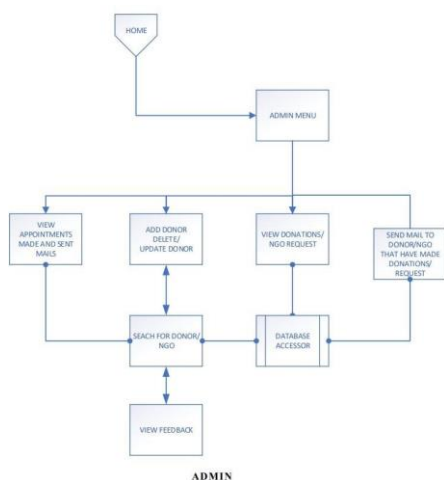 HOME
ADMIN MENU
VIEW
APPOINTMENTS
MADE AND SENT
MAILS
ADD DONOR
DELETE/
UPDATE DONOR
VIEW DONATIONS/
NGO REQUEST
SEND MAIL TO
DONOR/NGO
THAT HAVE MADE
DONATIONS/
REQUEST
SEACH FOR DONOR/
NGO
DATABASE
ACCESSOR
VIEW FEEDBACK
ADMIN